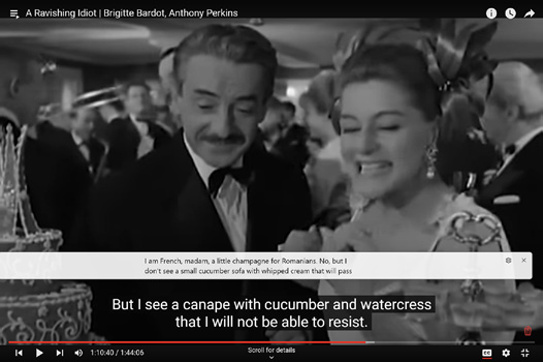 A Ravishing Idiot | Brigitte Bardot, Anthony Perkins
I am French, madam, a little champagne for Romanians. No, but I
don't see a small cucumber sofa with whipped cream that will pass
But I see a canape with cucumber and watercress
that I will not be able to resist.
1:10:40 / 1:44:06
Scroll for details
CC